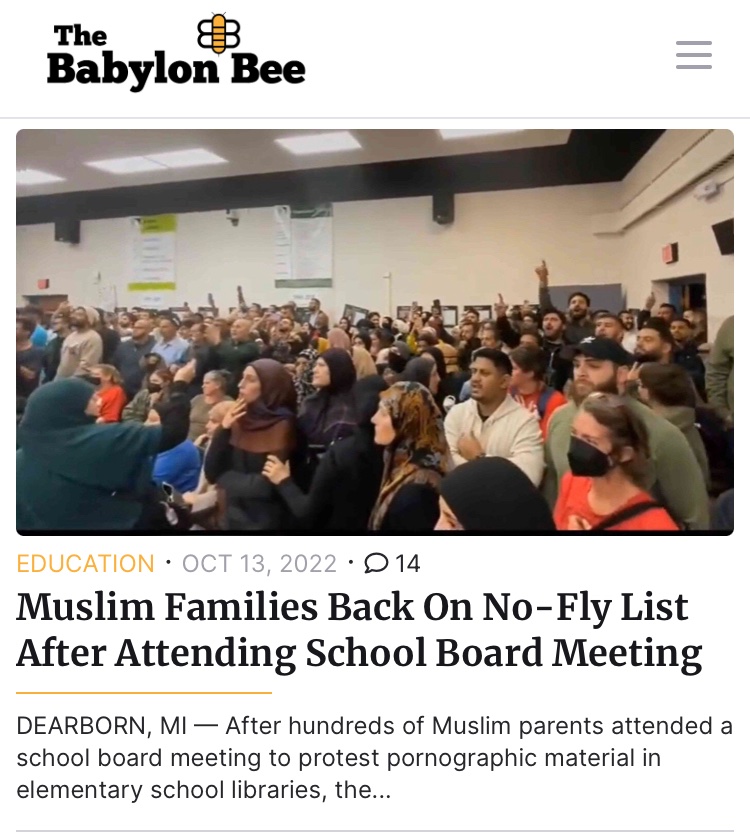 The
Babylon Bee
EDUCATION · OCT 13, 2022 · 14
Muslim Families Back On No-Fly List
After Attending School Board Meeting
DEARBORN, MI — After hundreds of Muslim parents attended a
school board meeting to protest pornographic material in
elementary school libraries, the...